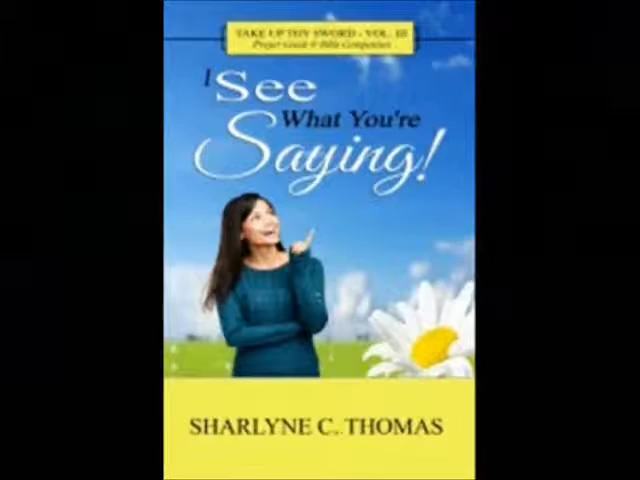 TAKE UP THY SWORD - VOL. III
Prayer Guide & Bible Companion
I See
What You're
Saying!
SHARLYNE C. THOMAS